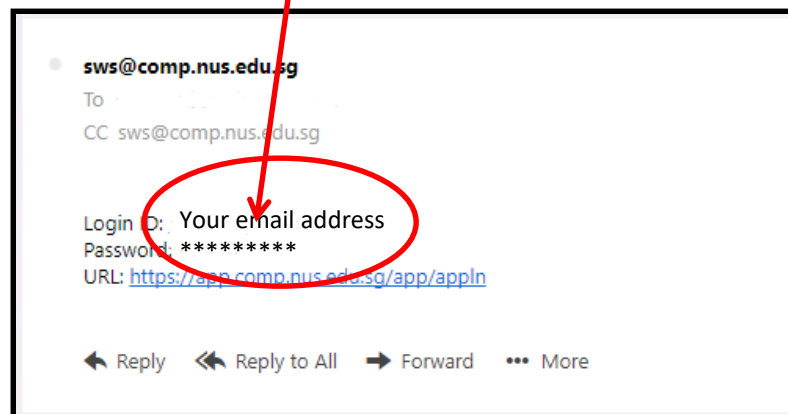 sws@comp.nus.edu.sg
To
CC sws@comp.nus.edu.sg
Login ID: Your email address
Password: *********
URL: https://app.comp.nus.edu.sg/app/appln
Reply Reply to All Forward More